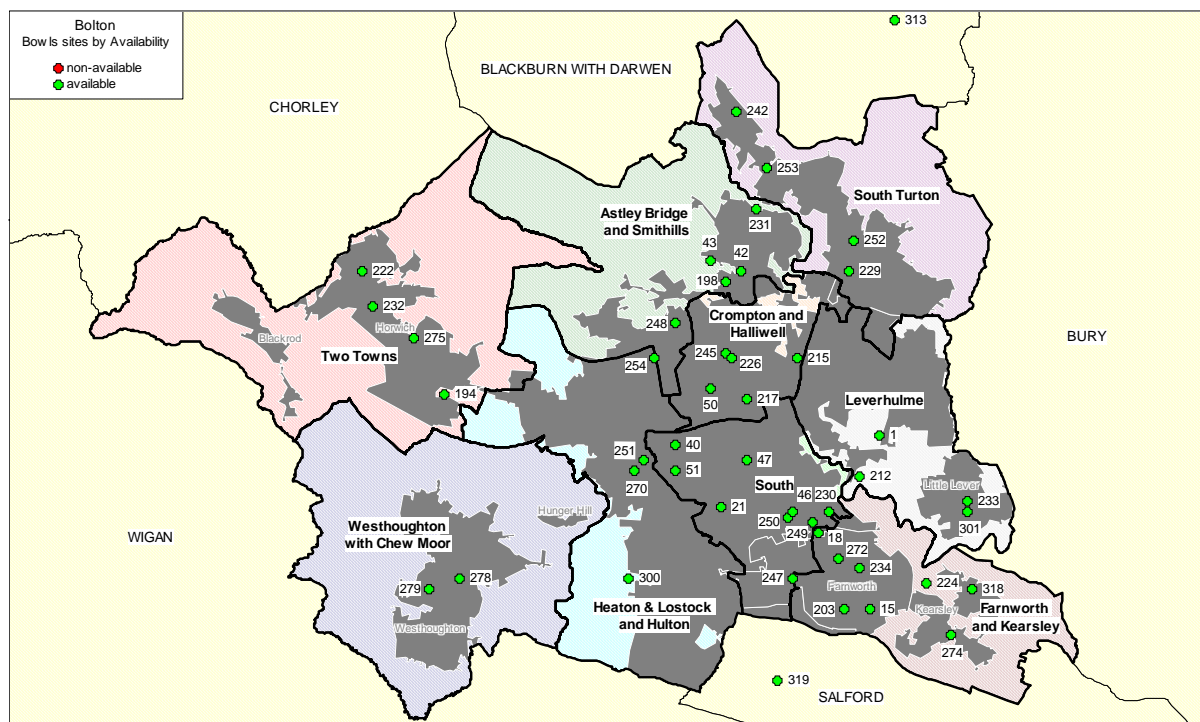 Bolton
Bowls sites by Availability
non-available
available
313
BLACKBURN WITH DARWEN
CHORLEY
242
253
South Turton
Astley Bridge
and Smithills
231
252
43
42
229
222
198
232
Crompton and
Halliwell
248
Horwich
275
Blackrod
Two Towns
BURY
245
226
215
254
194
50
217
Leverhulme
1
40
251
47
51
212
270
South
Little Lever
46
230
233
21
250
301
Hunger Hill
249
18
Westhoughton
with Chew Moor
WIGAN
272
234
278
300
247
Farnworth
224
318
279
Heaton & Lostock
and Hulton
203
15
Kearsley
Farnworth
and Kearsley
Westhoughton
274
319
SALFORD